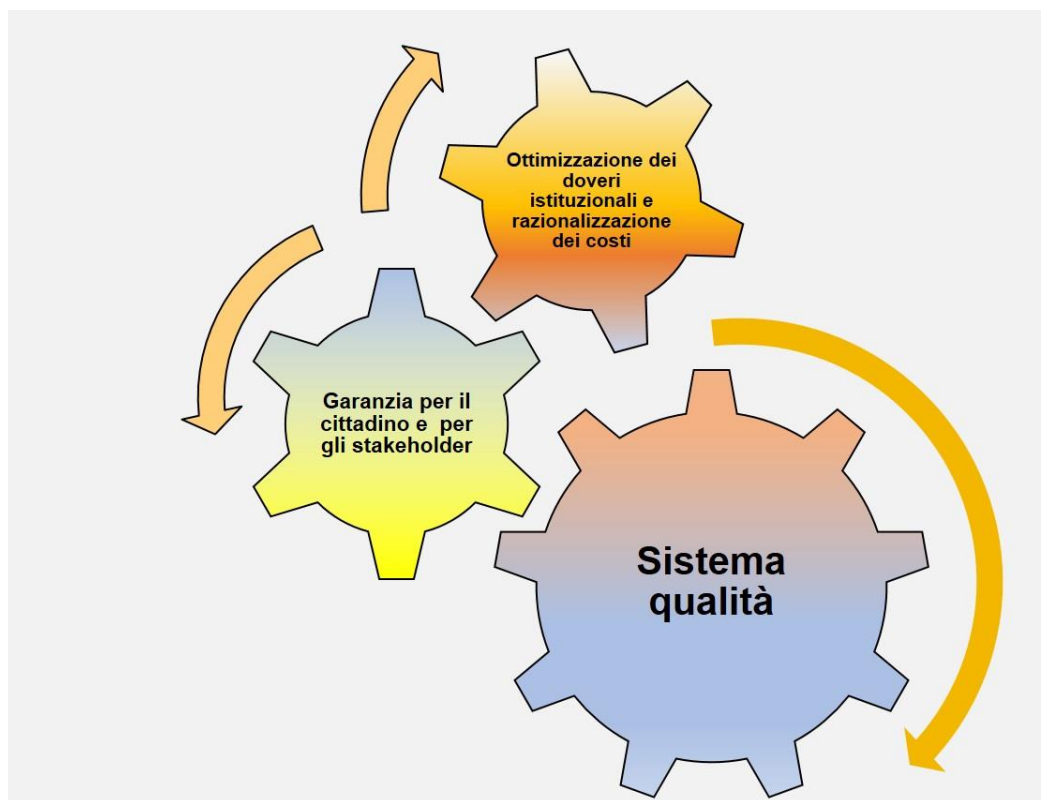 Ottimizzazione dei
doveri
istituzionali e
razionalizzazione
dei costi
Garanzia per il
cittadino e per
gli stakeholder
Sistema
qualità